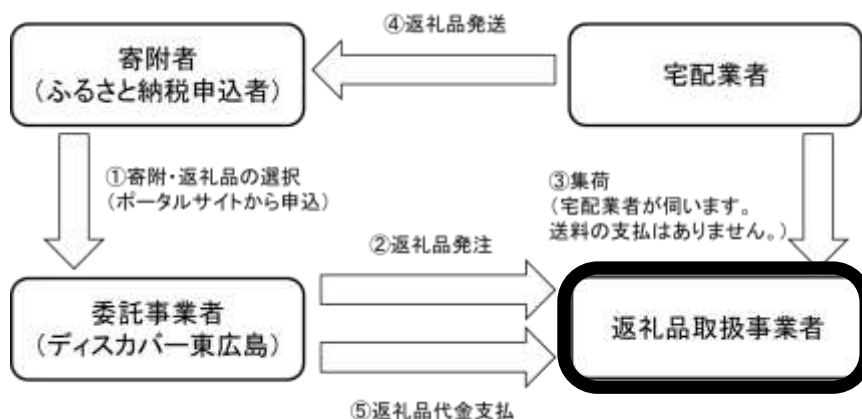 ④返礼品発送
寄附者
(ふるさと納税申込者)
宅配業者
①寄附・返礼品の選択
(ポータルサイトから申込)
③集荷
(宅配業者が伺います。
送料の支払はありません。)
②返礼品発注
委託事業者
(ディスカバー東広島)
返礼品取扱事業者
⑤返礼品代金支払